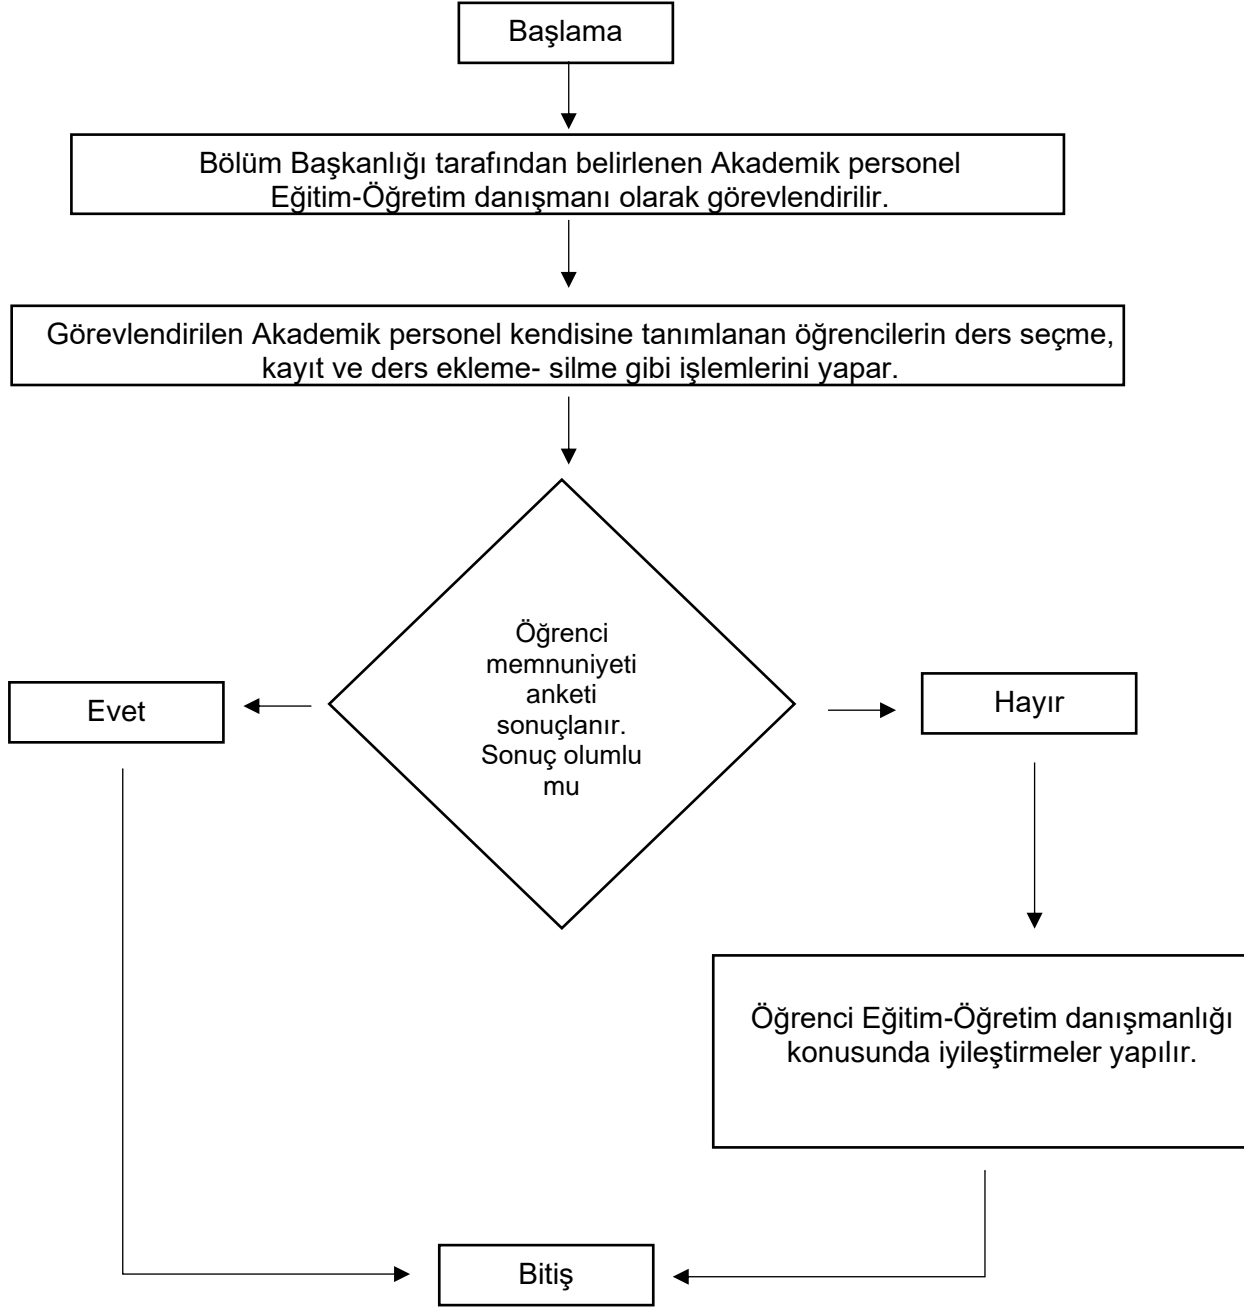 Başlama
Bölüm Başkanlığı tarafından belirlenen Akademik personel
Eğitim-Öğretim danışmanı olarak görevlendirilir.
Görevlendirilen Akademik personel kendisine tanımlanan öğrencilerin ders seçme,
kayıt ve ders ekleme- silme gibi işlemlerini yapar.
Öğrenci
memnuniyeti
anketi
sonuçlanır.
Sonuç olumlu
mu
Evet
Hayır
Öğrenci Eğitim-Öğretim danışmanlığı
konusunda iyileştirmeler yapılır.
Bitiş